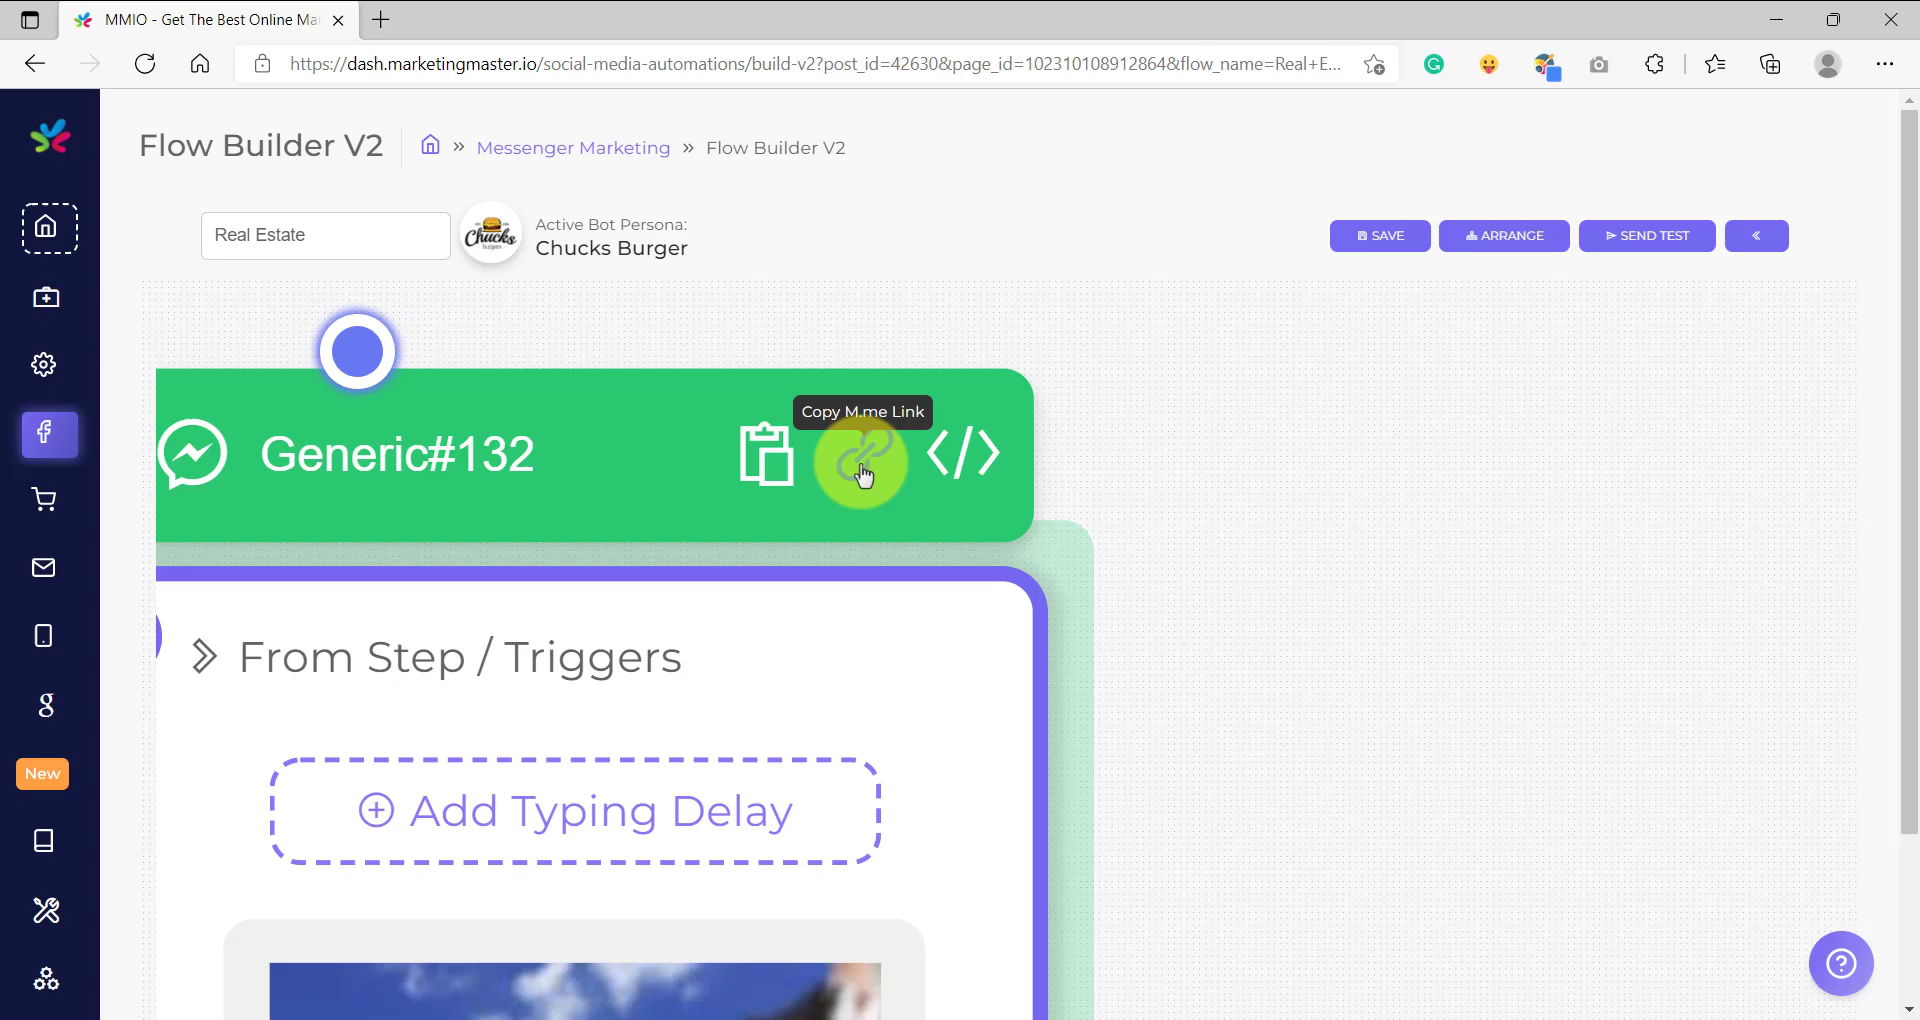 MMIO - Get The Best Online Ma
https://dash.marketingmaster.io/social-media-automations/build-v2?post_id=42630&page_id=102310108912864&flow_name=Real+E...
Flow Builder V2
» Messenger Marketing » Flow Builder V2
Real Estate
Chucks
burgers
Active Bot Persona:
Chucks Burger
SAVE
ARRANGE
SEND TEST
«
Copy M.me Link
Generic#132
</>
From Step / Triggers
Add Typing Delay
New